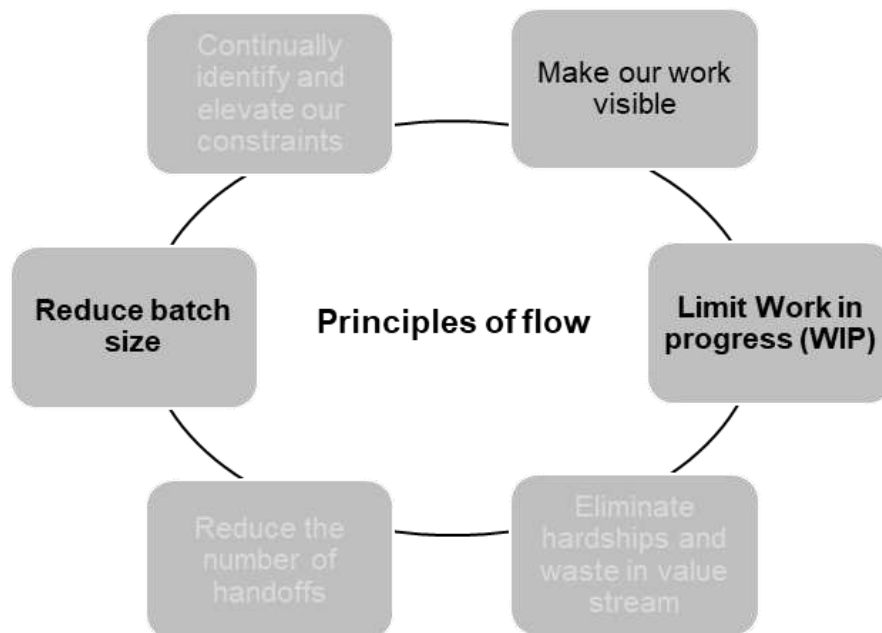 Continually
identify and
elevate our
constraints
Make our work
visible
Reduce batch
size
Principles of flow
Limit Work in
progress (WIP)
Reduce the
number of
handoffs
Eliminate
hardships and
waste in value
stream